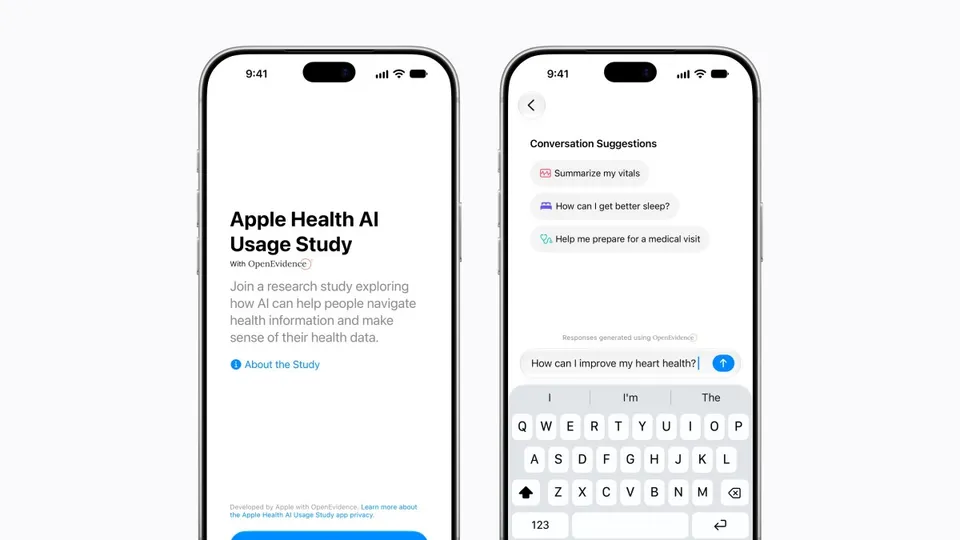 9:41
Apple Health AI
Usage Study
With OpenEvidence
Join a research study exploring
how AI can help people navigate
health information and make
sense of their health data.
About the Study
Developed by Apple with OpenEvidence. Learn more about
the Apple Health AI Usage Study app privacy.
9:41
Conversation Suggestions
Summarize my vitals
How can I get better sleep?
Help me prepare for a medical visit
Responses generated using OpenEvidence
How can I improve my heart health?
I I'm The
Q W E R T Y U I O P
A S D F G H J K L
Z X C V B N M
123